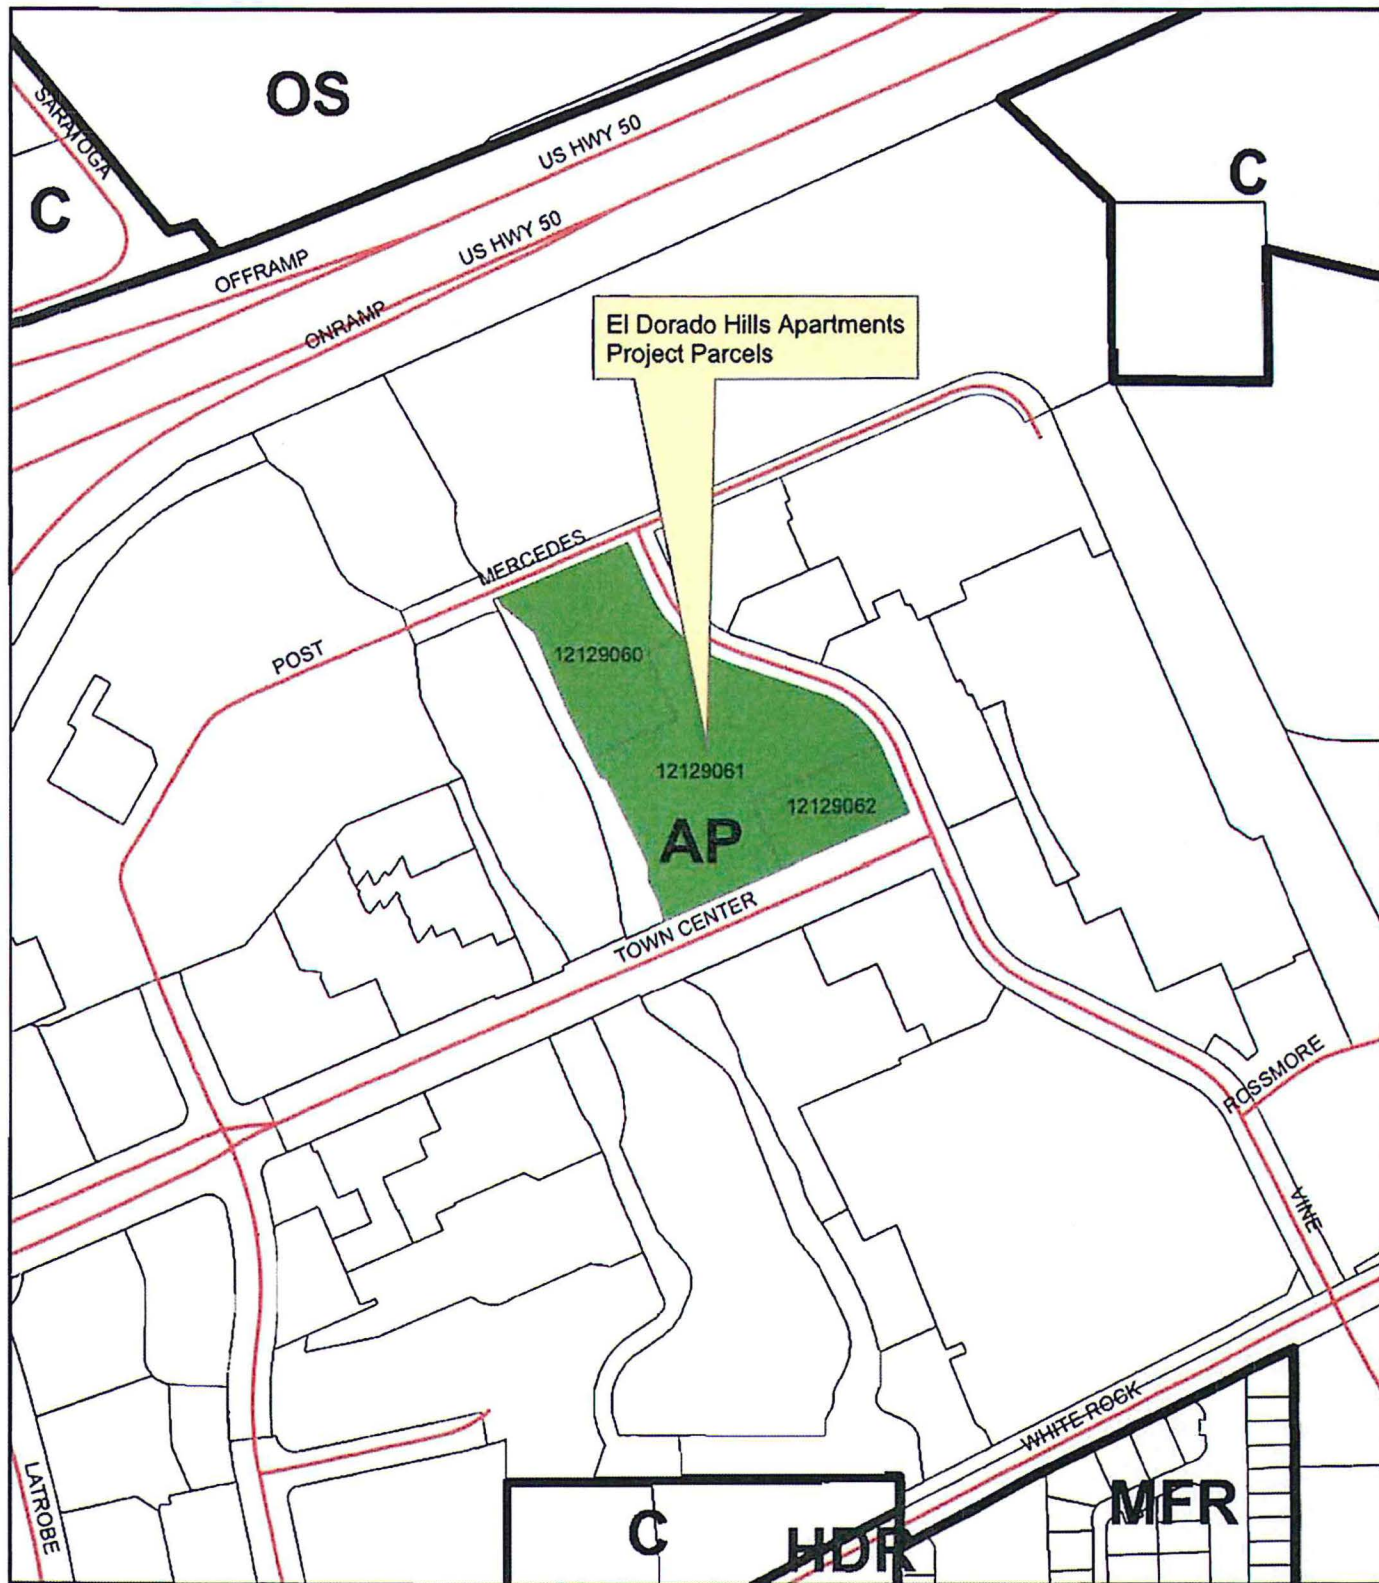 OS
SARATOGA
C
C
US HWY 50
US HWY 50
OFFRAMP
ONRAMP
El Dorado Hills Apartments
Project Parcels
MERCEDES
POST
12129060
12129061
12129062
AP
TOWN CENTER
ROSSMORE
VINE
WHITE ROCK
LATROBE
C
HDR
MFR